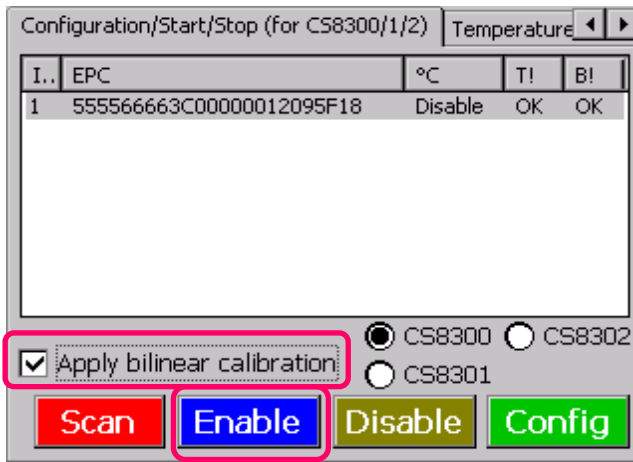 Configuration/Start/Stop (for CS8300/1/2) Temperature
I.. EPC °C T! B!
1 555566663C00000012095F18 Disable OK OK
CS8300 CS8302
Apply bilinear calibration
CS8301
Scan Enable Disable Config